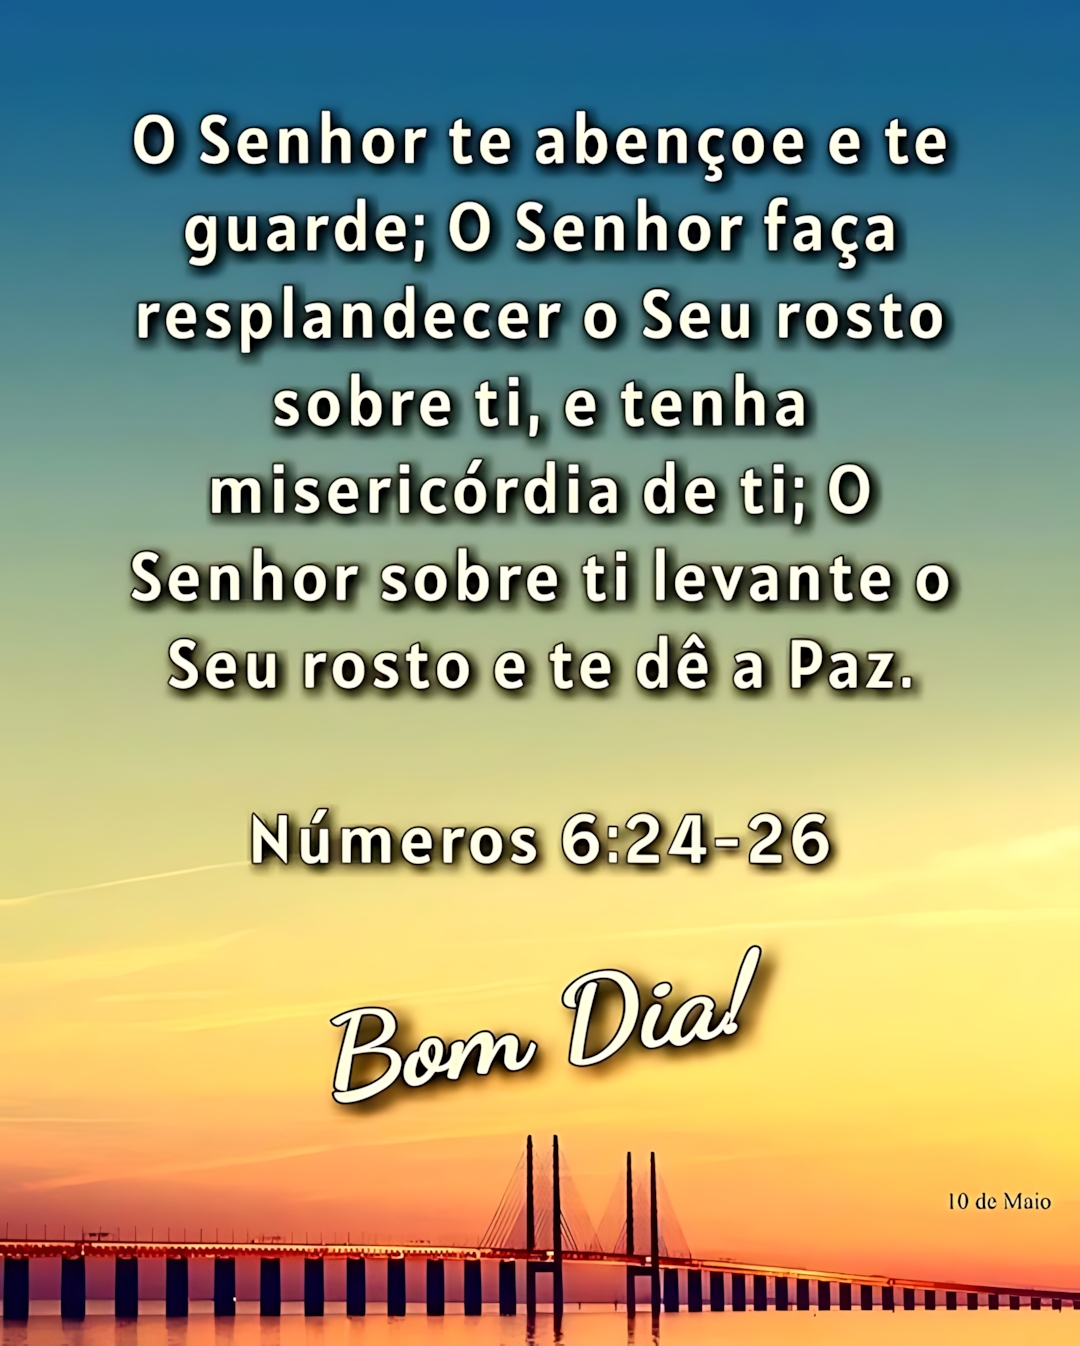 O Senhor te abençoe e te
guarde; O Senhor faça
resplandecer o Seu rosto
sobre ti, e tenha
misericórdia de ti; O
Senhor sobre ti levante o
Seu rosto e te dê a Paz.
Números 6:24-26
Bom Dia!
10 de Maio